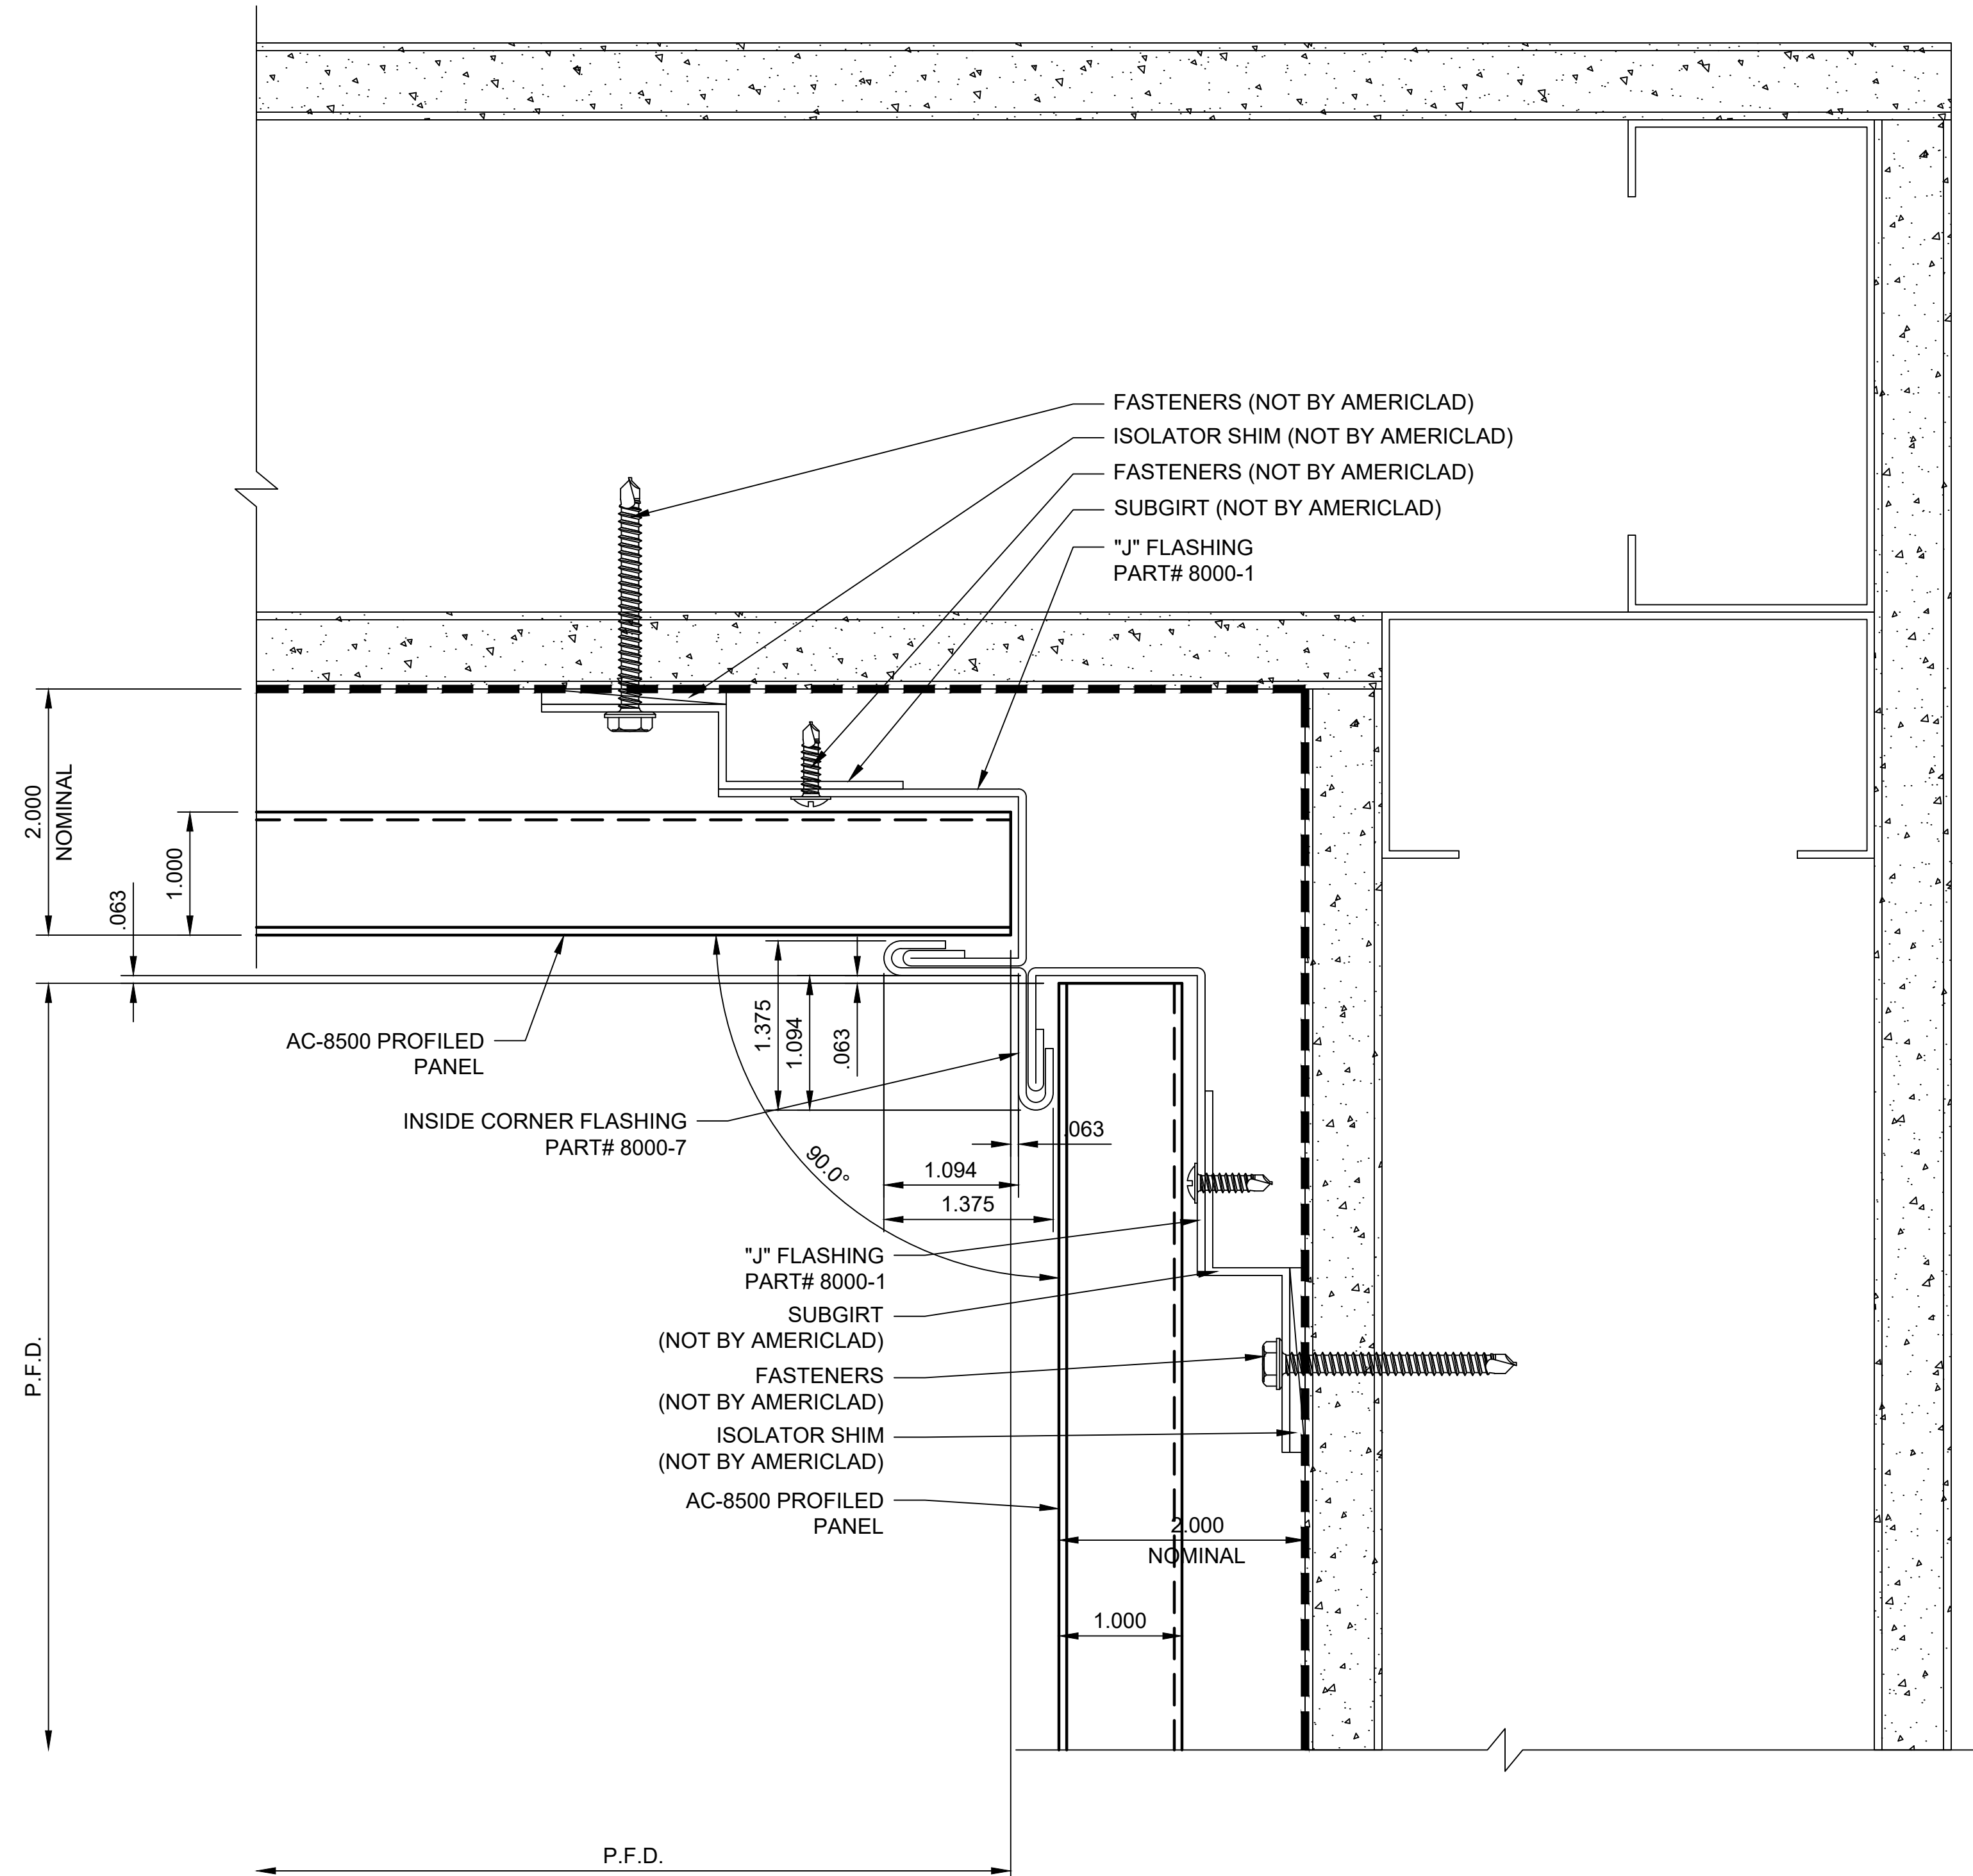 FASTENERS (NOT BY AMERICLAD)
ISOLATOR SHIM (NOT BY AMERICLAD)
FASTENERS (NOT BY AMERICLAD)
SUBGIRT (NOT BY AMERICLAD)
"J" FLASHING
PART# 8000-1
2.000
NOMINAL
1.000
.063
AC-8500 PROFILED
PANEL
1.375
1.094
.063
INSIDE CORNER FLASHING
PART# 8000-7
.063
90.0°
1.094
1.375
"J" FLASHING
PART# 8000-1
SUBGIRT
(NOT BY AMERICLAD)
FASTENERS
(NOT BY AMERICLAD)
ISOLATOR SHIM
(NOT BY AMERICLAD)
AC-8500 PROFILED
PANEL
2.000
NOMINAL
1.000
P.F.D.
P.F.D.